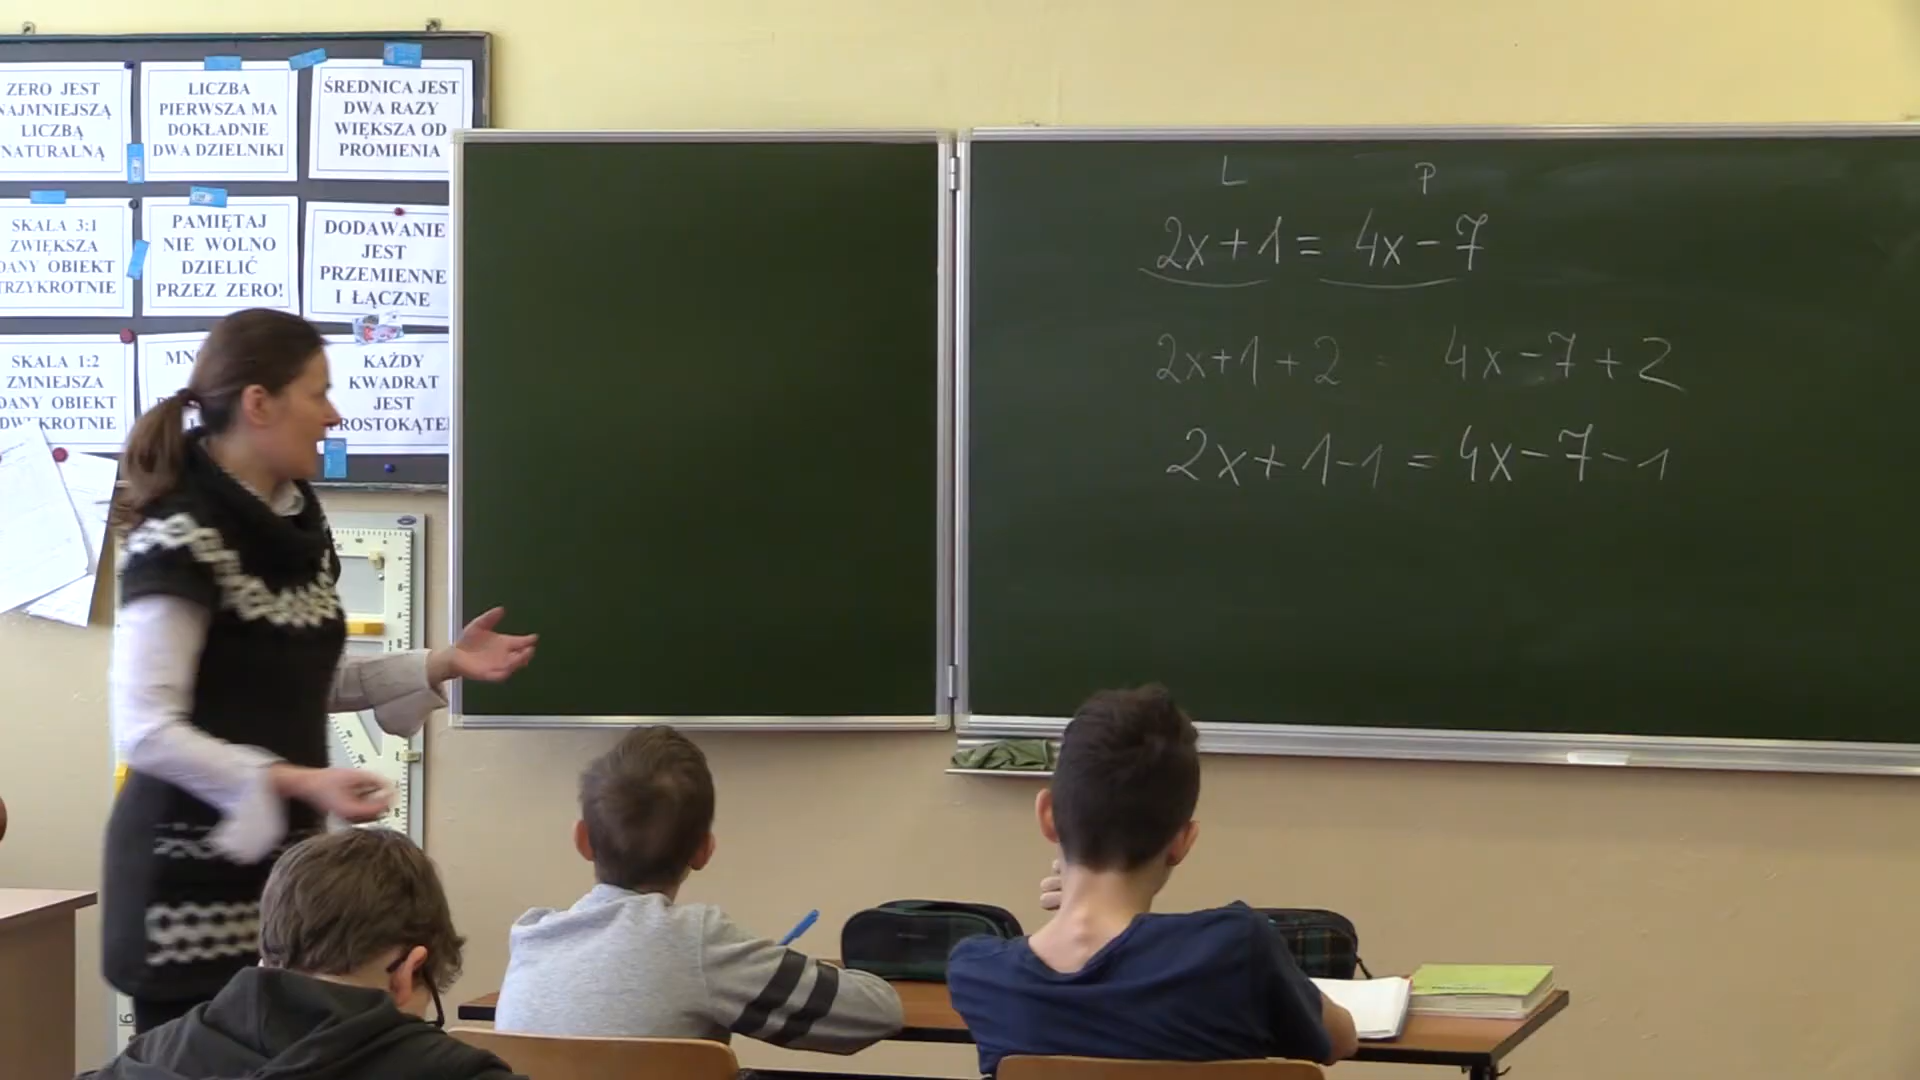 ZERO JEST
NAJMNIEJSZĄ
LICZBĄ
NATURALNĄ
LICZBA
PIERWSZA MA
DOKŁADNIE
DWA DZIELNIKI
ŚREDNICA JEST
DWA RAZY
WIĘKSZA OD
PROMIENIA
SKALA 3:1
ZWIĘKSZA
DANY OBIEKT
TRZYKROTNIE
PAMIĘTAJ
NIE WOLNO
DZIELIĆ
PRZEZ ZERO!
DODAWANIE
JEST
PRZEMIENNE
I ŁĄCZNE
SKALA 1:2
ZMNIEJSZA
DANY OBIEKT
DWUKROTNIE
KAŻDY
KWADRAT
JEST
PROSTOKĄTEM
L P
2x+1 = 4x-7
2x+1+2 = 4x-7+2
2x+1-1 = 4x-7-1